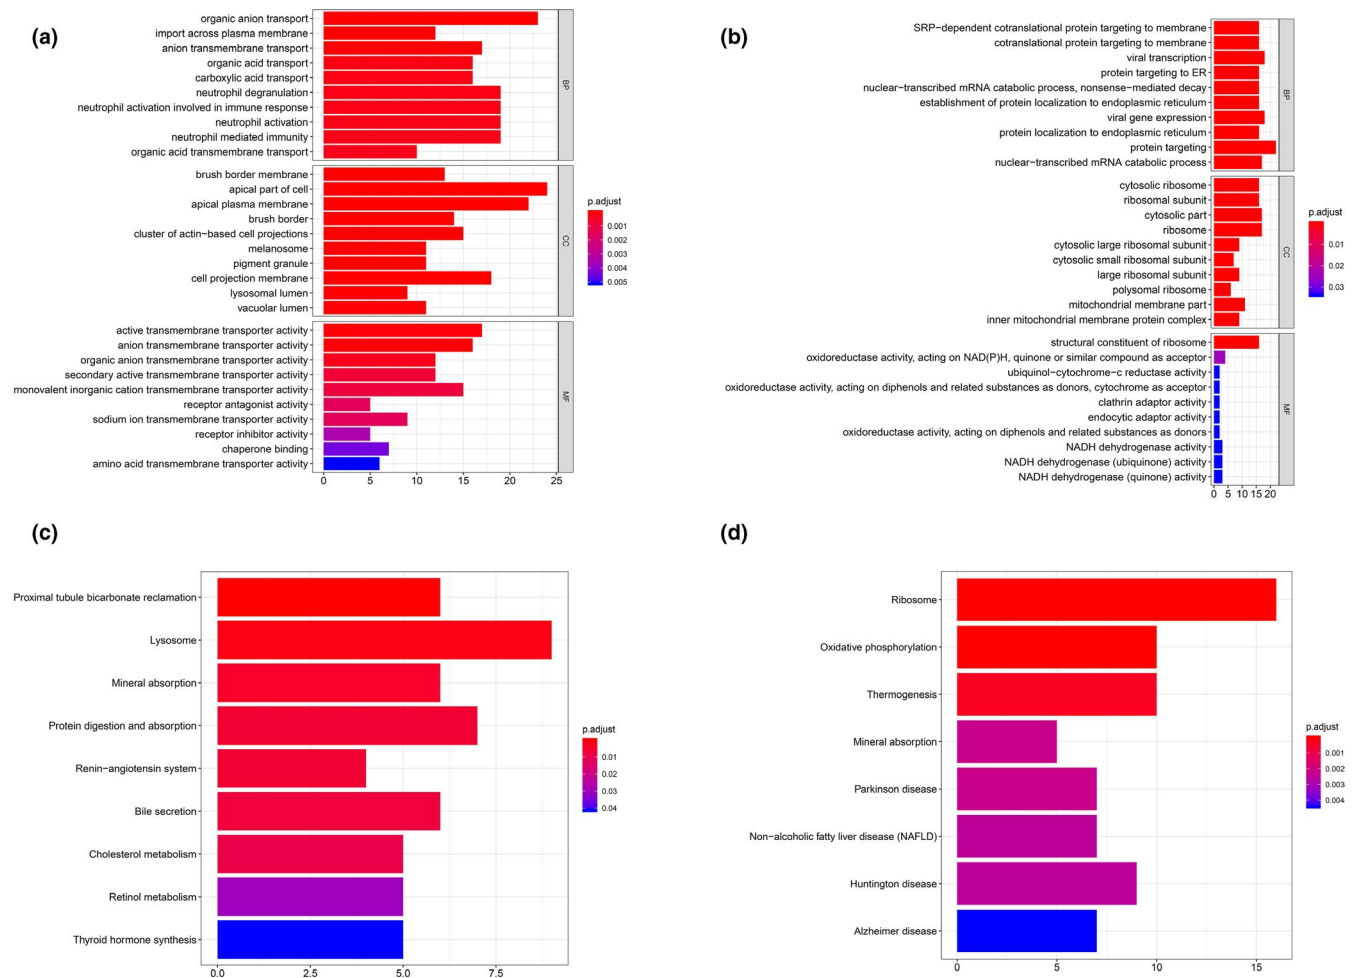 (a)
organic anion transport
import across plasma membrane
anion transmembrane transport
organic acid transport
carboxylic acid transport
neutrophil degranulation
neutrophil activation involved in immune response
neutrophil activation
neutrophil mediated immunity
organic acid transmembrane transport
BP
brush border membrane
apical part of cell
apical plasma membrane
brush border
cluster of actin−based cell projections
melanosome
pigment granule
cell projection membrane
lysosomal lumen
vacuolar lumen
CC
active transmembrane transporter activity
anion transmembrane transporter activity
organic anion transmembrane transporter activity
secondary active transmembrane transporter activity
monovalent inorganic cation transmembrane transporter activity
receptor antagonist activity
sodium ion transmembrane transporter activity
receptor inhibitor activity
chaperone binding
amino acid transmembrane transporter activity
MF
0 5 10 15 20 25
p.adjust
0.001
0.002
0.003
0.004
0.005
(b)
SRP−dependent cotranslational protein targeting to membrane
cotranslational protein targeting to membrane
viral transcription
protein targeting to ER
nuclear−transcribed mRNA catabolic process, nonsense−mediated decay
establishment of protein localization to endoplasmic reticulum
viral gene expression
protein localization to endoplasmic reticulum
protein targeting
nuclear−transcribed mRNA catabolic process
BP
cytosolic ribosome
ribosomal subunit
cytosolic part
ribosome
cytosolic large ribosomal subunit
cytosolic small ribosomal subunit
large ribosomal subunit
polysomal ribosome
mitochondrial membrane part
inner mitochondrial membrane protein complex
CC
structural constituent of ribosome
oxidoreductase activity, acting on NAD(P)H, quinone or similar compound as acceptor
ubiquinol−cytochrome−c reductase activity
oxidoreductase activity, acting on diphenols and related substances as donors, cytochrome as acceptor
clathrin adaptor activity
endocytic adaptor activity
oxidoreductase activity, acting on diphenols and related substances as donors
NADH dehydrogenase activity
NADH dehydrogenase (ubiquinone) activity
NADH dehydrogenase (quinone) activity
MF
0 5 10 15 20
p.adjust
0.01
0.02
0.03
(c)
Proximal tubule bicarbonate reclamation
Lysosome
Mineral absorption
Protein digestion and absorption
Renin−angiotensin system
Bile secretion
Cholesterol metabolism
Retinol metabolism
Thyroid hormone synthesis
0.0 2.5 5.0 7.5
p.adjust
0.01
0.02
0.03
0.04
(d)
Ribosome
Oxidative phosphorylation
Thermogenesis
Mineral absorption
Parkinson disease
Non−alcoholic fatty liver disease (NAFLD)
Huntington disease
Alzheimer disease
0 5 10 15
p.adjust
0.001
0.002
0.003
0.004